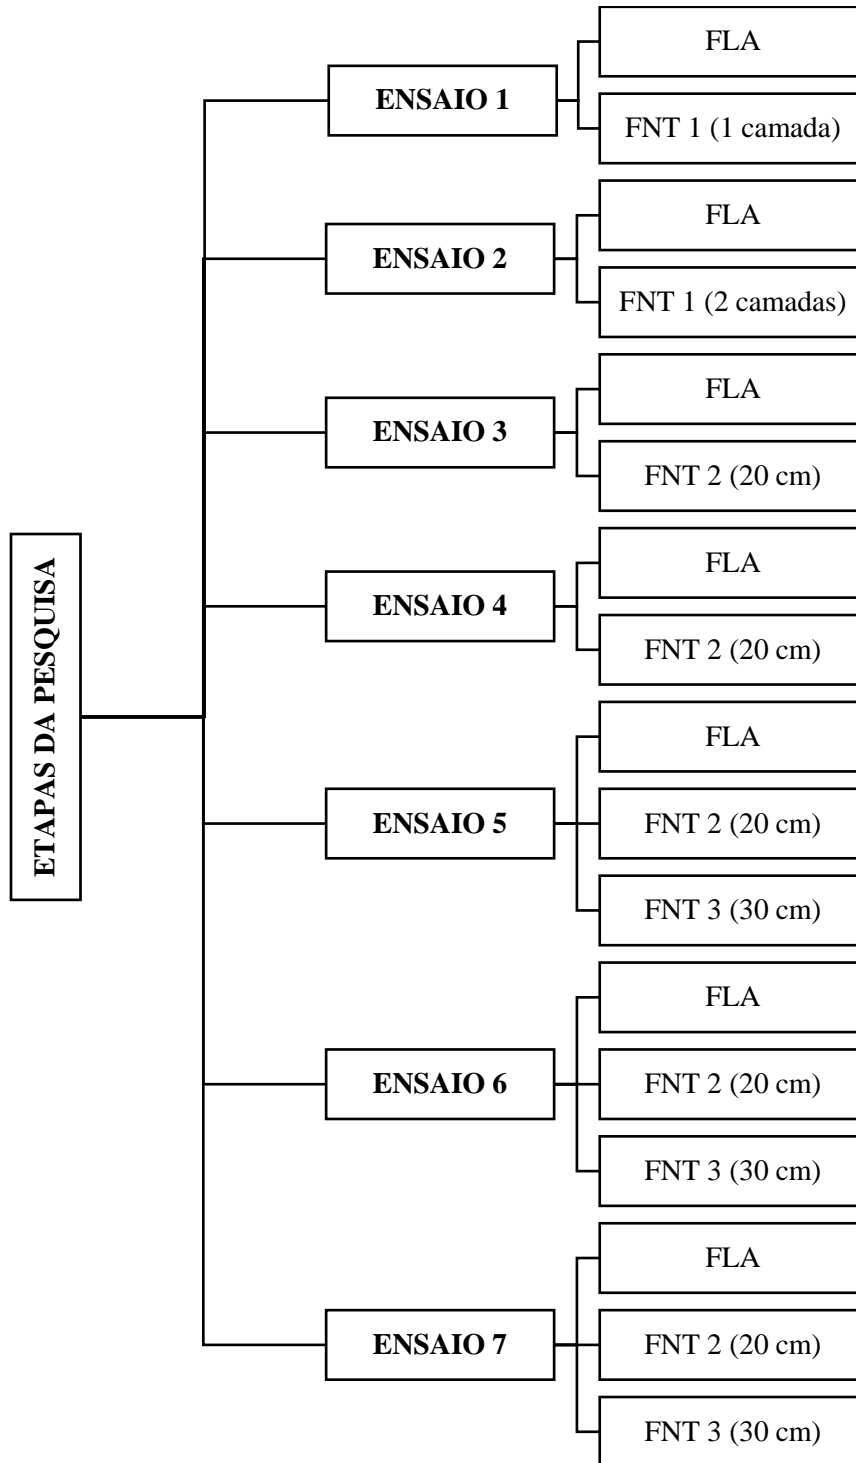 ETAPAS DA PESQUISA
ENSAIO 1
FLA
FNT 1 (1 camada)
ENSAIO 2
FLA
FNT 1 (2 camadas)
ENSAIO 3
FLA
FNT 2 (20 cm)
ENSAIO 4
FLA
FNT 2 (20 cm)
ENSAIO 5
FLA
FNT 2 (20 cm)
FNT 3 (30 cm)
ENSAIO 6
FLA
FNT 2 (20 cm)
FNT 3 (30 cm)
ENSAIO 7
FLA
FNT 2 (20 cm)
FNT 3 (30 cm)